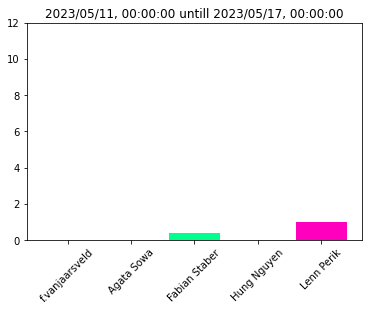 2023/05/11, 00:00:00 untill 2023/05/17, 00:00:00
12
10
8
6
4
2
0
f.vanjaarsveld
Agata Sowa
Fabian Staber
Hung Nguyen
Lenn Perik